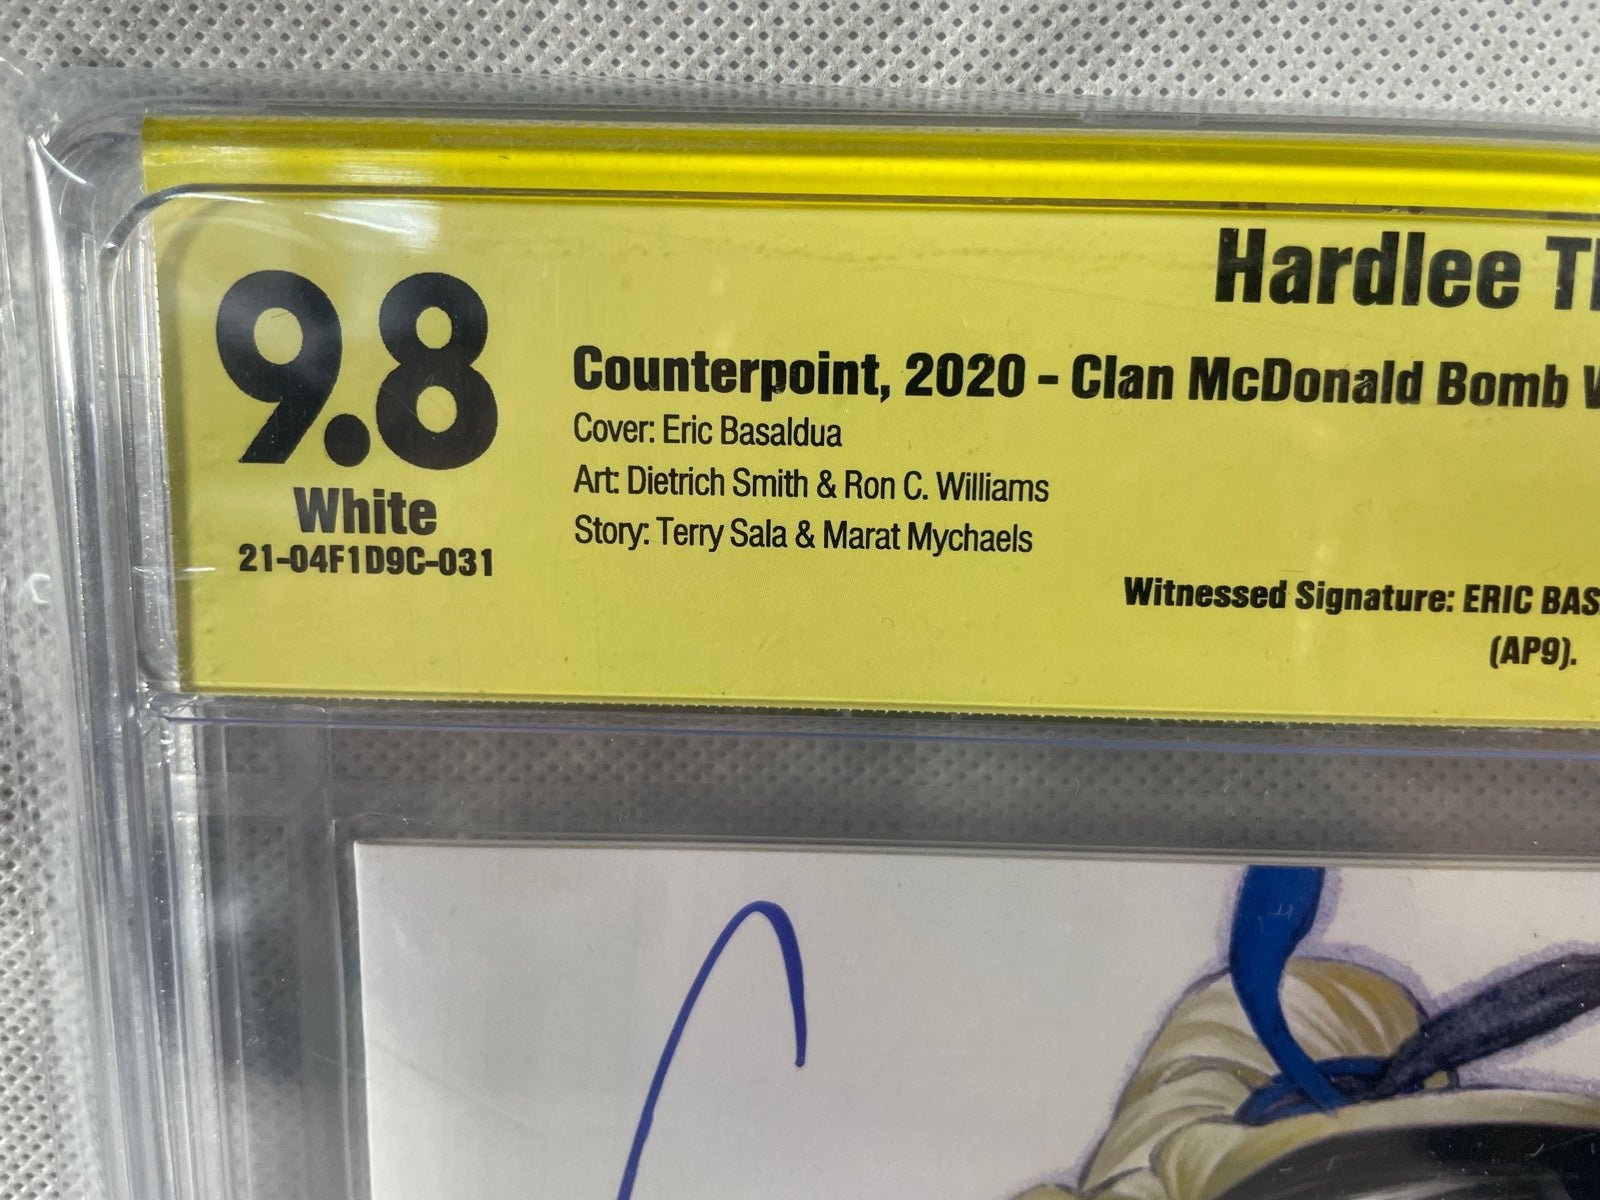 Hardlee
9.8
White
21-04F1D9C-031
Counterpoint, 2020 - Clan McDonald Bomb
Cover: Eric Basaldua
Art: Dietrich Smith & Ron C. Williams
Story: Terry Sala & Marat Mychaels
Witnessed Signature: ERIC BAS
(AP9).